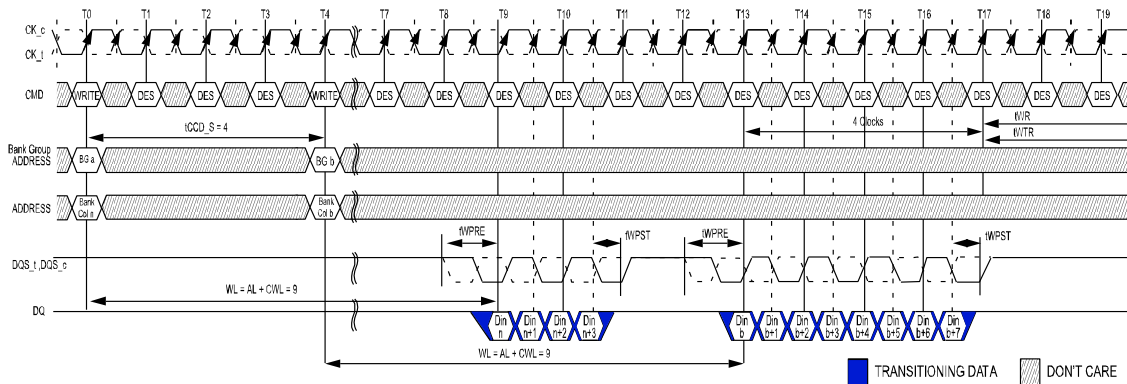 T0 T1 T2 T3 T4 T7 T8 T9 T10 T11 T12 T13 T14 T15 T16 T17 T18 T19
CK_c
CK_t
CMD WRITE DES DES DES WRITE DES DES DES DES DES DES DES DES DES DES DES DES DES
tCCD_S = 4
4 Clocks
tWR
tWTR
Bank Group
ADDRESS
BG a BG b
ADDRESS
Bank
Col n
Bank
Col b
tWPRE tWPST tWPRE tWPST
DQS_t ,DQS_c
WL = AL + CWL = 9
DQ
Din
n
Din
n+1
Din
n+2
Din
n+3
Din
b
Din
b+1
Din
b+2
Din
b+3
Din
b+4
Din
b+5
Din
b+6
Din
b+7
WL = AL + CWL = 9
TRANSITIONING DATA DON'T CARE